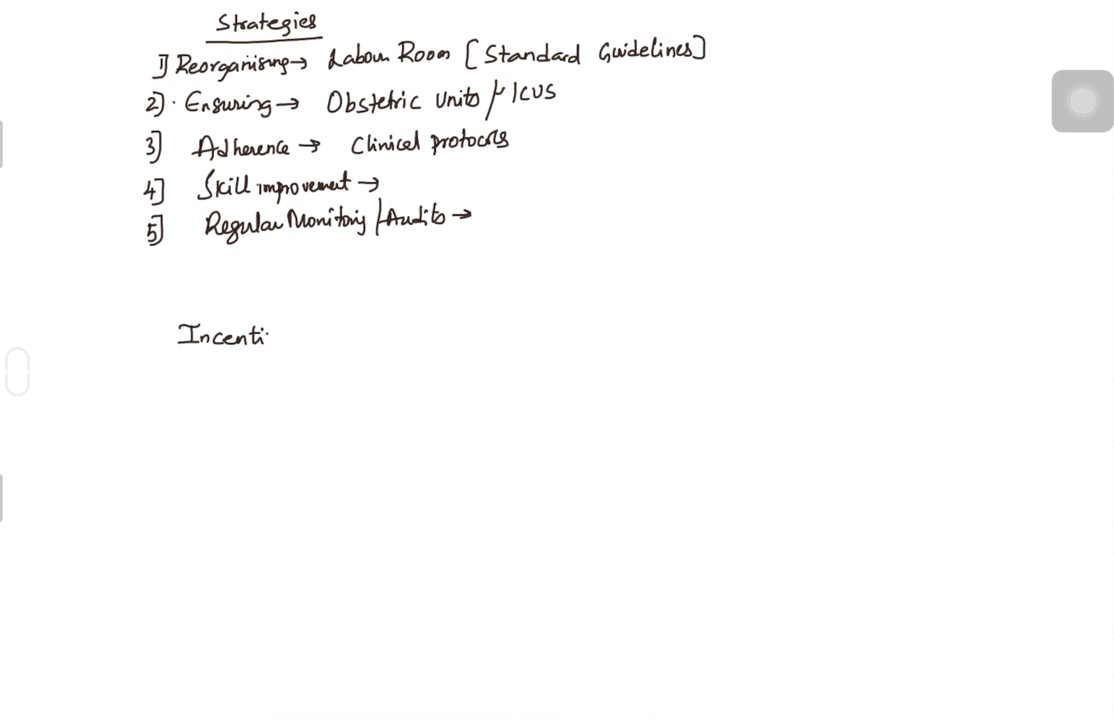 Strategies
1] Reorganising → Labour Room [Standard Guidelines]
2] · Ensuring → Obstetric Units / ICUS
3] Adherence → Clinical protocols
4] Skill improvement →
5] Regular Monitoring / Audits →
Incenti